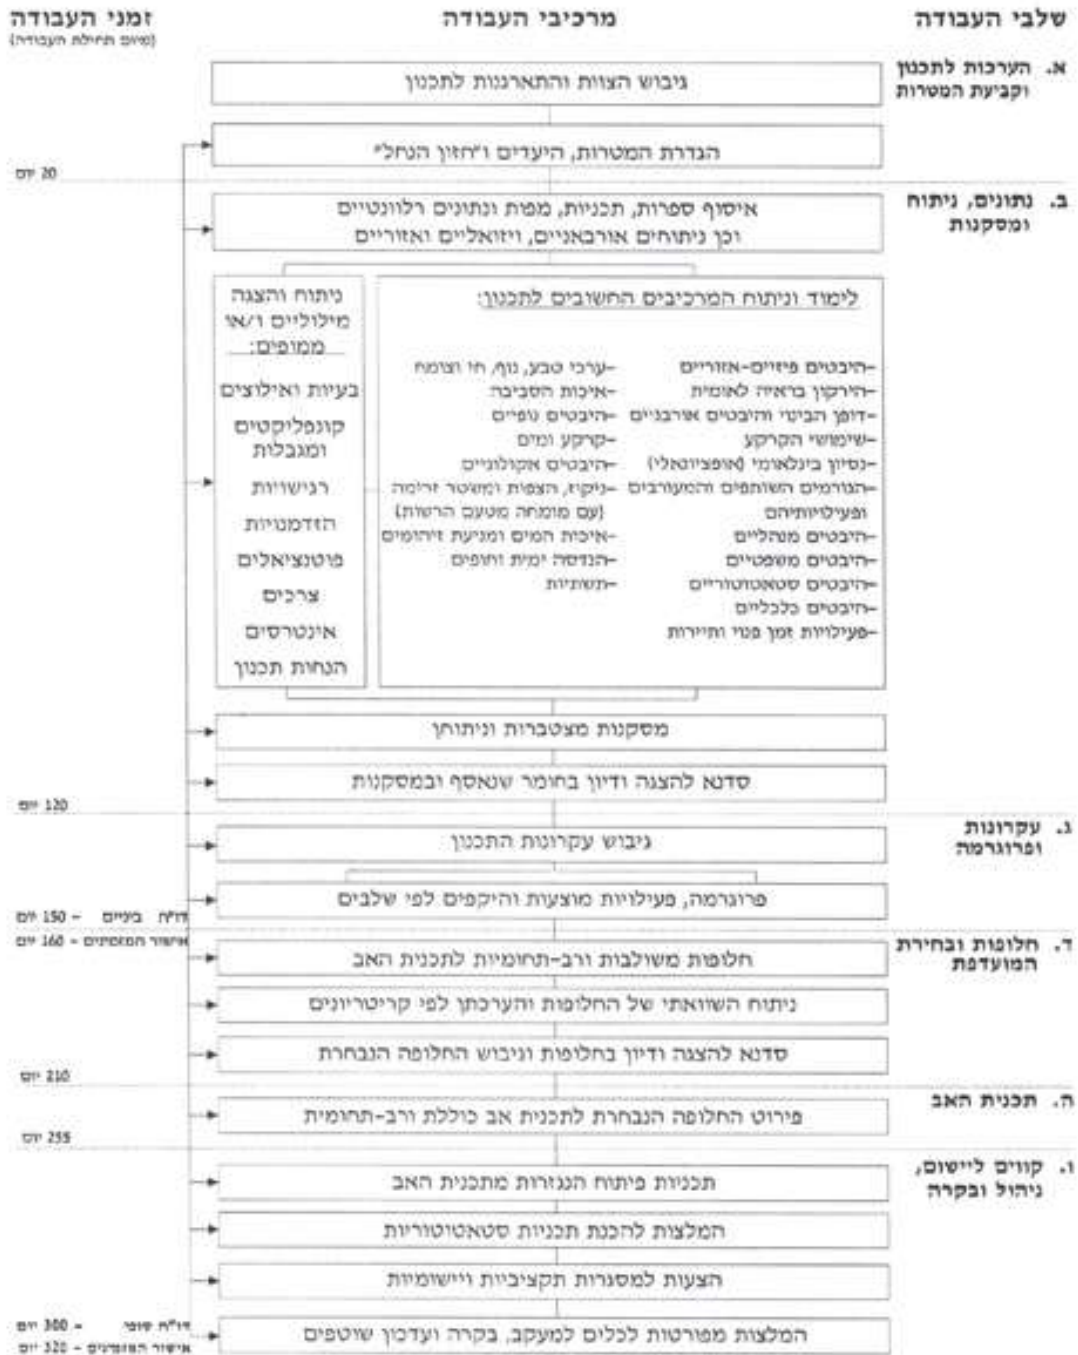 שלבי העבודה
מרכיבי העבודה
זמני העבודה
(מיום תחילת העבודה)
א. הערכות לתכנון
וקביעת המטרות
גיבוש הצוות והתארגנות לתכנון
הגדרת המטרות, היעדים ו"חזון הנחל"
20 יום
ב. נתונים, ניתוח
ומסקנות
איסוף ספרות, תכניות, מפות ונתונים רלוונטיים
וכן ניתוחים אורבאניים, ויזואליים ואזוריים
לימוד וניתוח המרכיבים החשובים לתכנון:
-היבטים פיזיים-אזוריים
-הירקון בראיה לאומית
-דופן הבינוי והיבטים אורבניים
-שימושי הקרקע
-נסיון בינלאומי (אופציונאלי)
-הגורמים השותפים והמעורבים
ופעילויותיהם
-היבטים מנהליים
-היבטים משפטיים
-היבטים סטאטוטוריים
-היבטים כלכליים
-פעילויות זמן פנוי ותיירות
-ערכי טבע, נוף, חי וצומח
-איכות הסביבה
-היבטים נופיים
-קרקע ומים
-היבטים אקולוגיים
-ניקוז, הצפות ומשטר זרימה
(עם מומחה מטעם הרשות)
-איכות המים ומניעת זיהומים
-הנדסה ימית וחופים
-תשתיות
ניתוח והצגה
מילוליים ו/או
ממופים:
בעיות ואילוצים
קונפליקטים
ומגבלות
רגישויות
הזדמנויות
פוטנציאלים
צרכים
אינטרסים
הנחות תכנון
מסקנות מצטברות וניתוחן
סדנא להצגה ודיון בחומר שנאסף ובמסקנות
120 יום
ג. עקרונות
ופרוגרמה
גיבוש עקרונות התכנון
פרוגרמה, פעילויות מוצעות והיקפים לפי שלבים
דו"ח ביניים - 150 יום
אישור המזמינים - 160 יום
ד. חלופות ובחירת
המועדפת
חלופות משולבות ורב-תחומיות לתכנית האב
ניתוח השוואתי של החלופות והערכתן לפי קריטריונים
סדנא להצגה ודיון בחלופות וגיבוש החלופה הנבחרת
210 יום
ה. תכנית האב
פירוט החלופה הנבחרת לתכנית אב כוללת ורב-תחומית
255 יום
ו. קווים ליישום,
ניהול ובקרה
תכניות פיתוח הנגזרות מתכנית האב
המלצות להכנת תכניות סטאטוטוריות
הצעות למסגרות תקציביות ויישומיות
המלצות מפורטות לכלים למעקב, בקרה ועדכון שוטפים
דו"ח סופי - 300 יום
אישור המזמינים - 320 יום